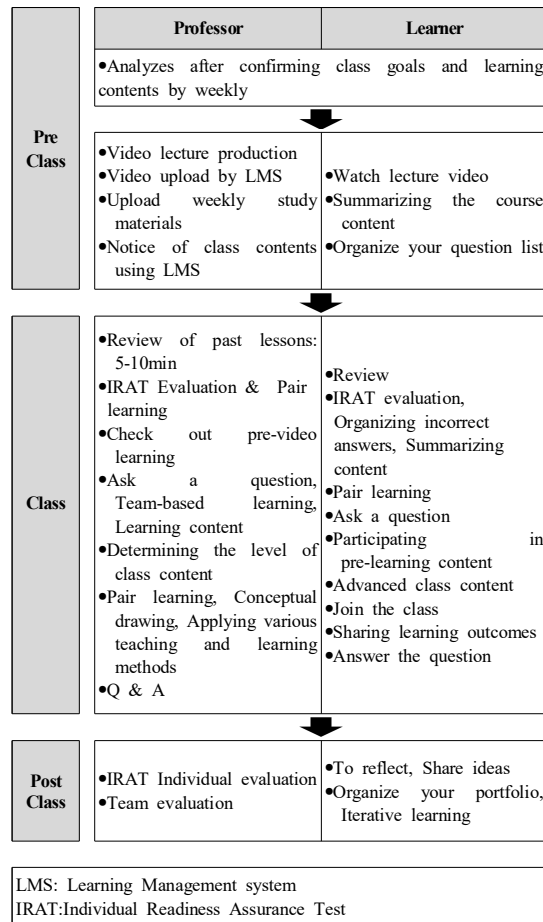 Professor
Learner
Pre
Class
•Analyzes after confirming class goals and learning
contents by weekly
•Video lecture production
•Video upload by LMS
•Upload weekly study
materials
•Notice of class contents
using LMS
•Watch lecture video
•Summarizing the course
content
•Organize your question list
Class
•Review of past lessons:
5-10min
•IRAT Evaluation & Pair
learning
•Check out pre-video
learning
•Ask a question,
Team-based learning,
Learning content
•Determining the level of
class content
•Pair learning, Conceptual
drawing, Applying various
teaching and learning
methods
•Q & A
•Review
•IRAT evaluation,
Organizing incorrect
answers, Summarizing
content
•Pair learning
•Ask a question
•Participating in
pre-learning content
•Advanced class content
•Join the class
•Sharing learning outcomes
•Answer the question
Post
Class
•IRAT Individual evaluation
•Team evaluation
•To reflect, Share ideas
•Organize your portfolio,
Iterative learning
LMS: Learning Management system
IRAT:Individual Readiness Assurance Test